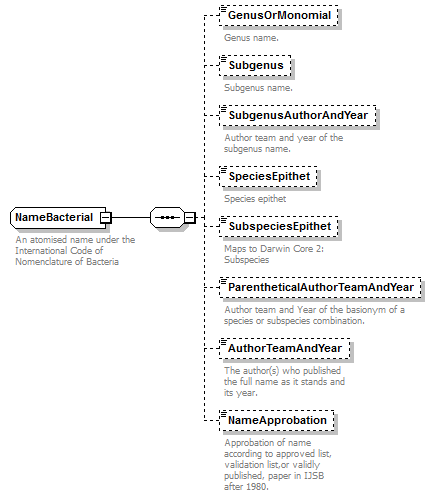 GenusOrMonomial
Genus name.
Subgenus
Subgenus name.
SubgenusAuthorAndYear
Author team and year of the
subgenus name.
SpeciesEpithet
Species epithet
NameBacterial
An atomised name under the
International Code of
Nomenclature of Bacteria
SubspeciesEpithet
Maps to Darwin Core 2:
Subspecies
ParentheticalAuthorTeamAndYear
Author team and Year of the basionym of a
species or subspecies combination.
AuthorTeamAndYear
The author(s) who published
the full name as it stands and
its year.
NameApprobation
Approbation of name
according to approved list,
validation list,or validly
published, paper in IJSB
after 1980.